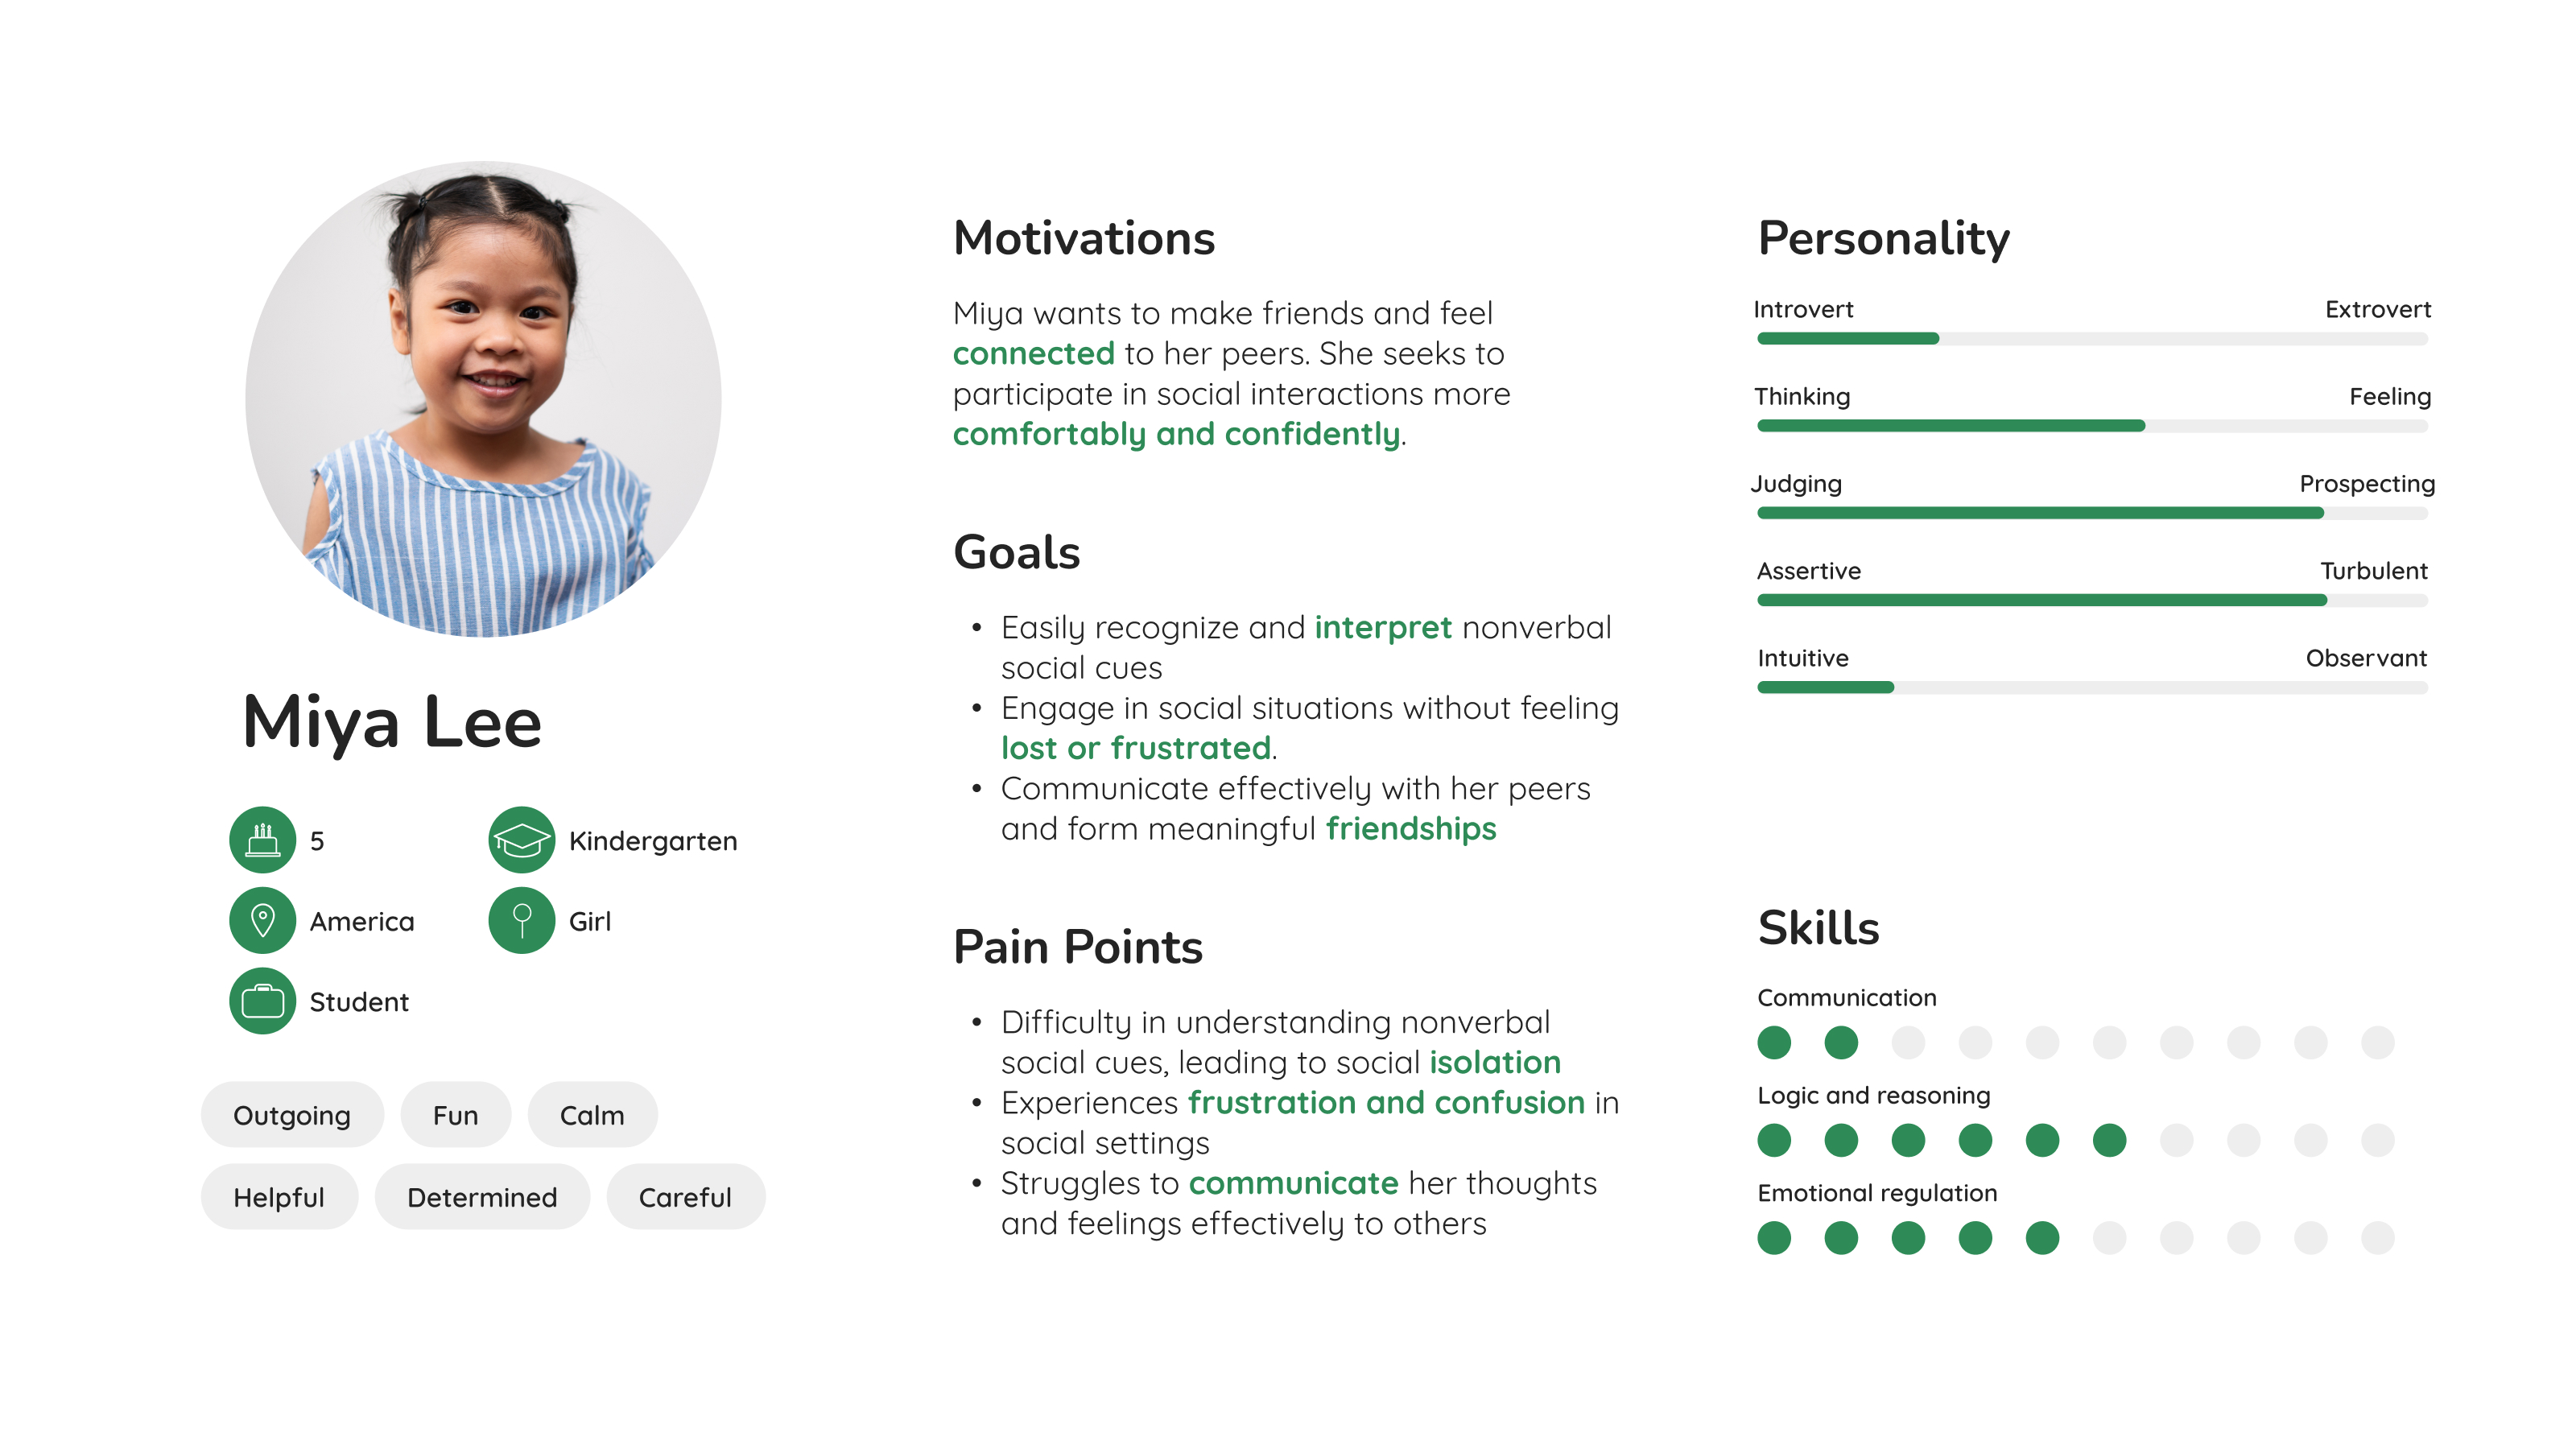 Miya Lee
5
Kindergarten
America
Girl
Student
Outgoing
Fun
Calm
Helpful
Determined
Careful
Motivations
Miya wants to make friends and feel
connected to her peers. She seeks to
participate in social interactions more
comfortably and confidently.
Goals
• Easily recognize and interpret nonverbal
social cues
• Engage in social situations without feeling
lost or frustrated.
• Communicate effectively with her peers
and form meaningful friendships
Pain Points
• Difficulty in understanding nonverbal
social cues, leading to social isolation
• Experiences frustration and confusion in
social settings
• Struggles to communicate her thoughts
and feelings effectively to others
Personality
Introvert Extrovert
Thinking Feeling
Judging Prospecting
Assertive Turbulent
Intuitive Observant
Skills
Communication
Logic and reasoning
Emotional regulation